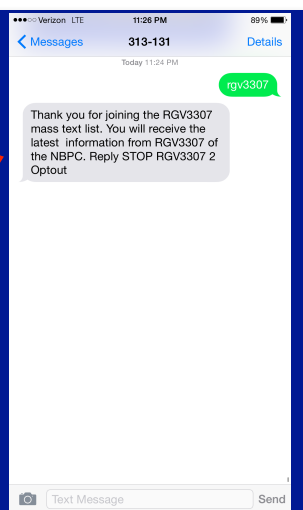 Verizon LTE 11:26 PM 89%
Messages 313-131 Details
Today 11:24 PM
rgv3307
Thank you for joining the RGV3307
mass text list. You will receive the
latest  information from RGV3307 of
the NBPC. Reply STOP RGV3307 2
Optout
Text Message Send